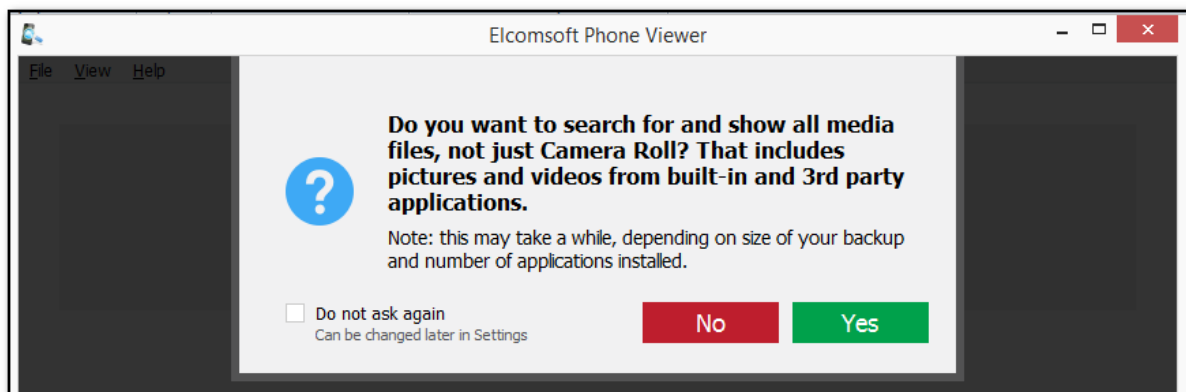 Elcomsoft Phone Viewer
File View Help
Do you want to search for and show all media
files, not just Camera Roll? That includes
pictures and videos from built-in and 3rd party
applications.
Note: this may take a while, depending on size of your backup
and number of applications installed.
Do not ask again
Can be changed later in Settings
No Yes